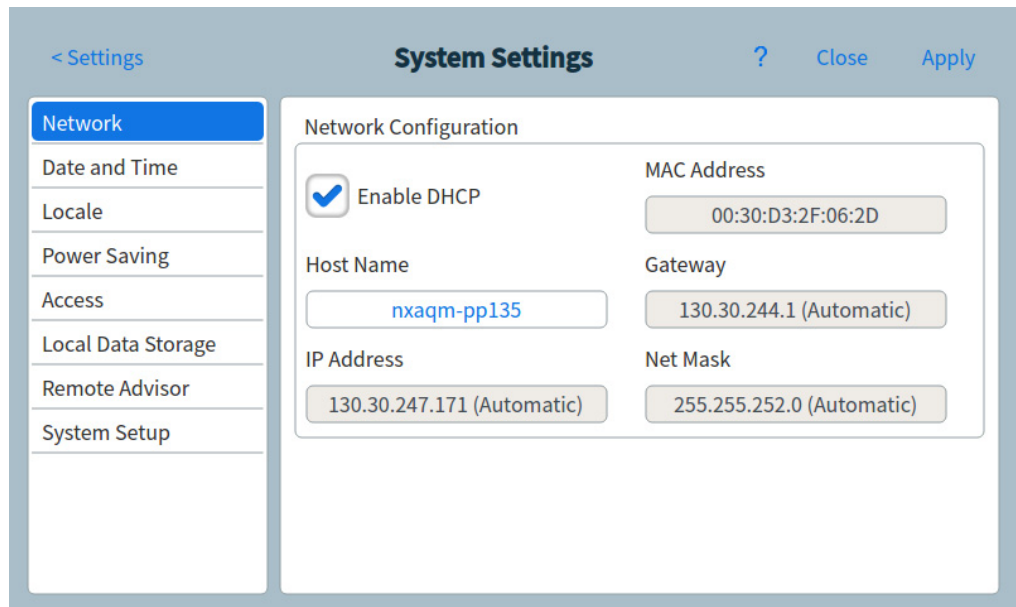 < Settings
System Settings
?
Close
Apply
Network
Date and Time
Locale
Power Saving
Access
Local Data Storage
Remote Advisor
System Setup
Network Configuration
Enable DHCP
MAC Address
00:30:D3:2F:06:2D
Host Name
nxaqm-pp135
Gateway
130.30.244.1 (Automatic)
IP Address
130.30.247.171 (Automatic)
Net Mask
255.255.252.0 (Automatic)